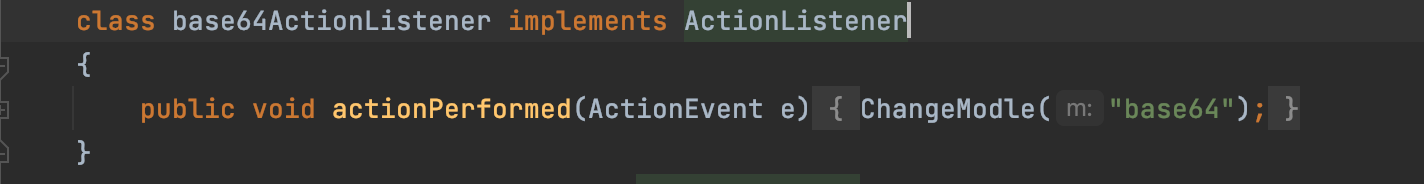 class base64ActionListener implements ActionListener
{
public void actionPerformed(ActionEvent e) { ChangeModle( m: "base64"); }
}